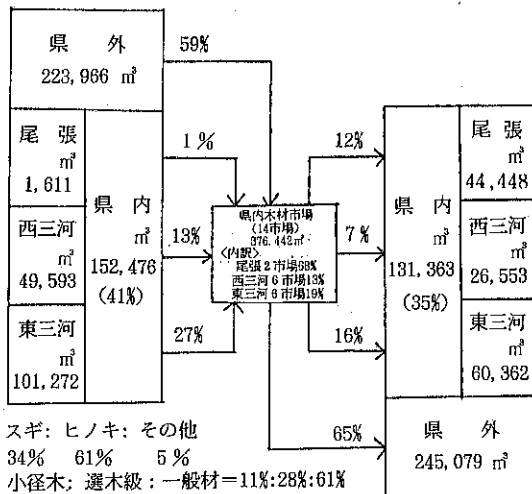 県外
223,966 ㎥
59%
尾張
㎥
1,611
西三河
㎥
49,593
東三河
㎥
101,272
県内
㎥
152,476
(41%)
1%
13%
27%
県内木材市場
(14市場)
376.442㎥
<内訳>
尾張2市場68%
西三河6市場13%
東三河6市場19%
12%
7%
16%
65%
県内
㎥
131,363
(35%)
尾張
㎥
44,448
西三河
㎥
26,553
東三河
㎥
60,362
県外
245,079 ㎥
スギ: ヒノキ: その他
34% 61% 5%
小径木: 選木級: 一般材=11%:28%:61%